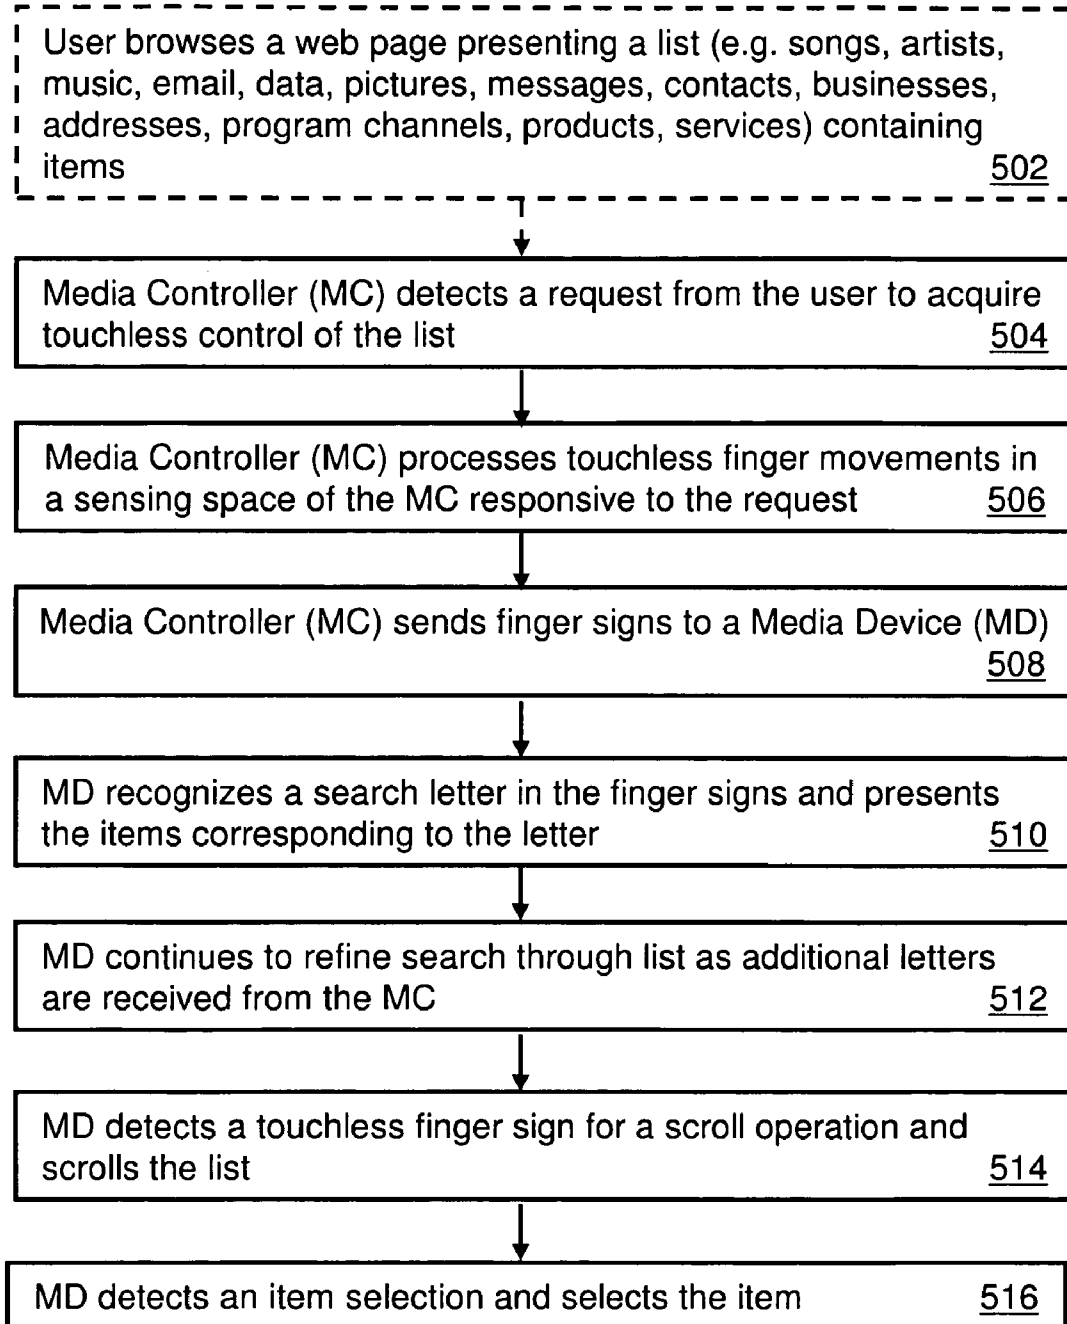 User browses a web page presenting a list (e.g. songs, artists,
music, email, data, pictures, messages, contacts, businesses,
addresses, program channels, products, services) containing
items 502
Media Controller (MC) detects a request from the user to acquire
touchless control of the list 504
Media Controller (MC) processes touchless finger movements in
a sensing space of the MC responsive to the request 506
Media Controller (MC) sends finger signs to a Media Device (MD)
508
MD recognizes a search letter in the finger signs and presents
the items corresponding to the letter 510
MD continues to refine search through list as additional letters
are received from the MC 512
MD detects a touchless finger sign for a scroll operation and
scrolls the list 514
MD detects an item selection and selects the item 516